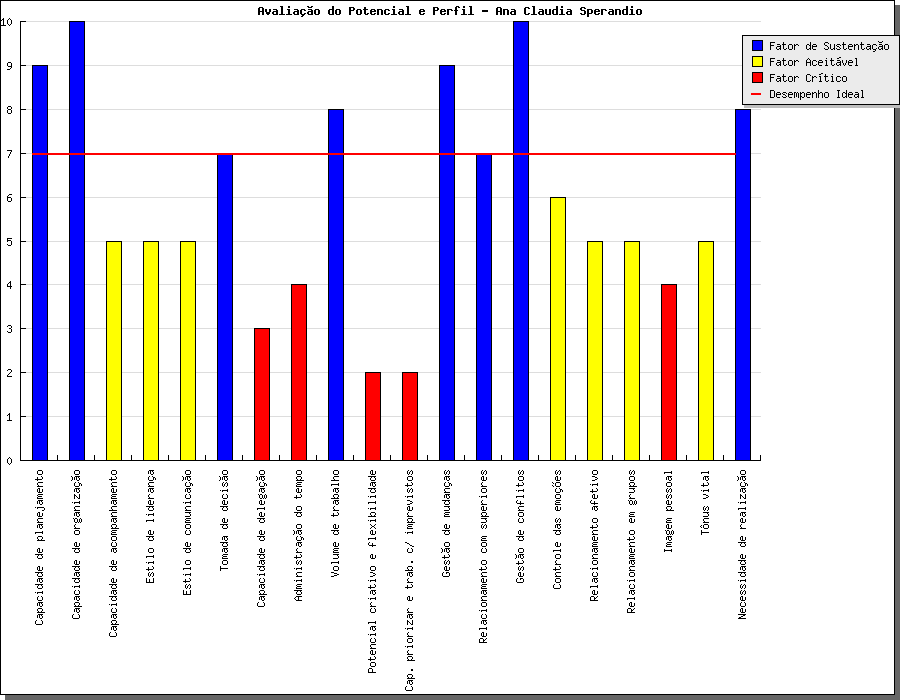 Avaliação do Potencial e Perfil - Ana Claudia Sperandio
10
9
8
7
6
5
4
3
2
1
0
Fator de Sustentação
Fator Aceitável
Fator Crítico
Desempenho Ideal
Capacidade de planejamento
Capacidade de organização
Capacidade de acompanhamento
Estilo de liderança
Estilo de comunicação
Tomada de decisão
Capacidade de delegação
Administração do tempo
Volume de trabalho
Potencial criativo e flexibilidade
Cap. priorizar e trab. c/ imprevistos
Gestão de mudanças
Relacionamento com superiores
Gestão de conflitos
Controle das emoções
Relacionamento afetivo
Relacionamento em grupos
Imagem pessoal
Tônus vital
Necessidade de realização